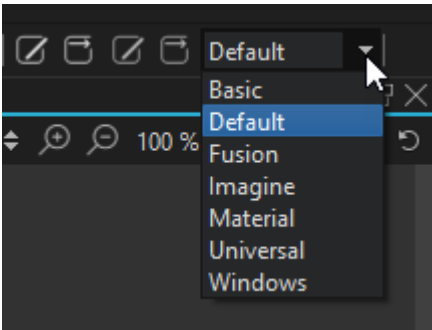 Default
Basic
Default
100 %
Fusion
Imagine
Material
Universal
Windows